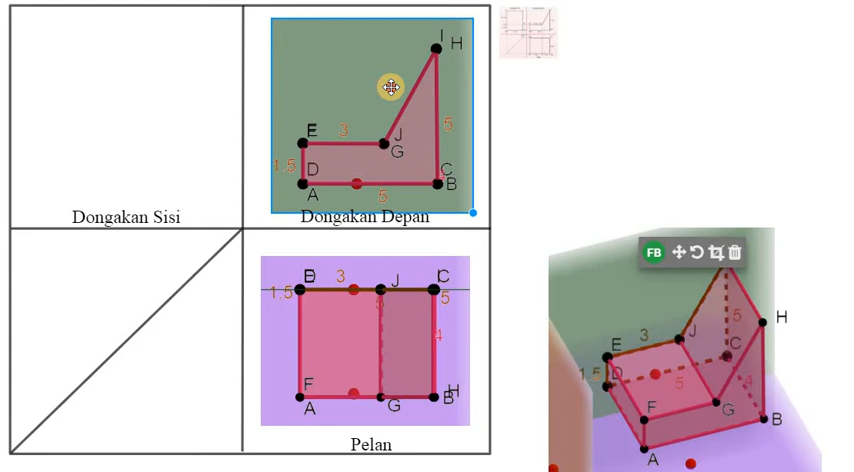 I H
E F 3 J
G
5
1.5 D C
A B
5
Dongakan Sisi
Dongakan Depan
FB
3 J C
1.5 5 5
4
F H
A G B
Pelan
5 H
3 J
E C
1.5 D 5 4
F G
B
A